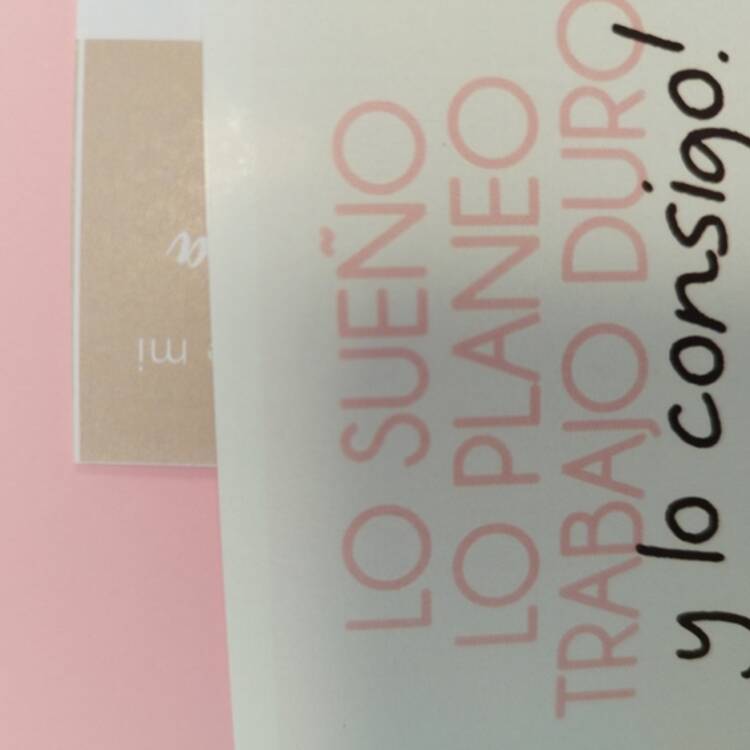 LO SUEÑO
LO PLANEO
TRABAJO DURO
y lo consigo!
mi